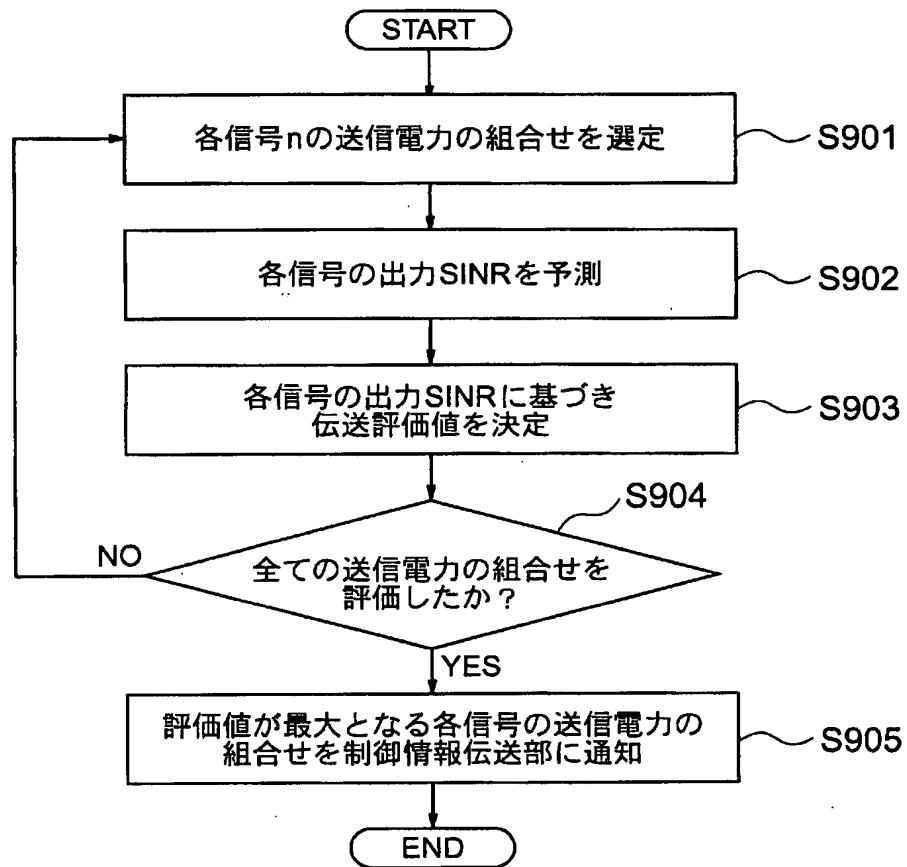 START
各信号nの送信電力の組合せを選定
S901
各信号の出力SINRを予測
S902
各信号の出力SINRに基づき
伝送評価値を決定
S903
S904
NO
全ての送信電力の組合せを
評価したか？
YES
評価値が最大となる各信号の送信電力の
組合せを制御情報伝送部に通知
S905
END